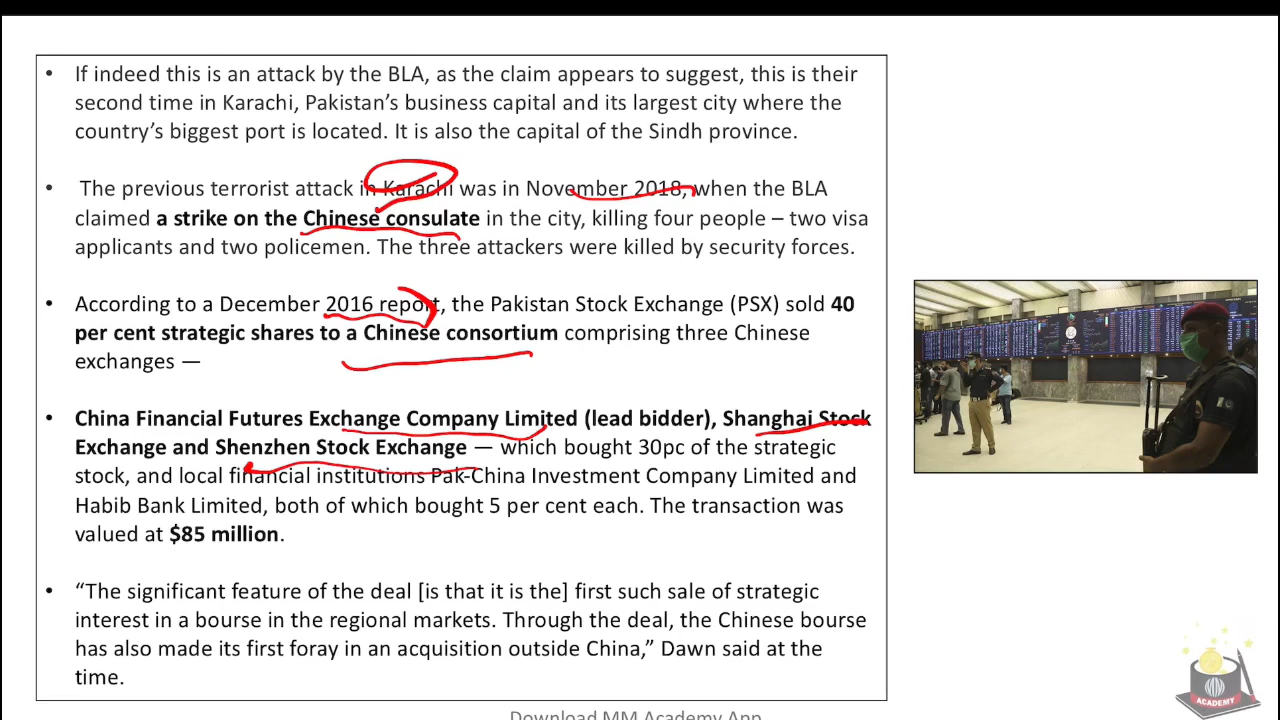 • If indeed this is an attack by the BLA, as the claim appears to suggest, this is their
second time in Karachi, Pakistan's business capital and its largest city where the
country's biggest port is located. It is also the capital of the Sindh province.
• The previous terrorist attack in Karachi was in November 2018, when the BLA
claimed a strike on the Chinese consulate in the city, killing four people – two visa
applicants and two policemen. The three attackers were killed by security forces.
• According to a December 2016 report, the Pakistan Stock Exchange (PSX) sold 40
per cent strategic shares to a Chinese consortium comprising three Chinese
exchanges —
• China Financial Futures Exchange Company Limited (lead bidder), Shanghai Stock
Exchange and Shenzhen Stock Exchange — which bought 30pc of the strategic
stock, and local financial institutions Pak-China Investment Company Limited and
Habib Bank Limited, both of which bought 5 per cent each. The transaction was
valued at $85 million.
• “The significant feature of the deal [is that it is the] first such sale of strategic
interest in a bourse in the regional markets. Through the deal, the Chinese bourse
has also made its first foray in an acquisition outside China,” Dawn said at the
time.
ACADEMY
Download MM Academy App